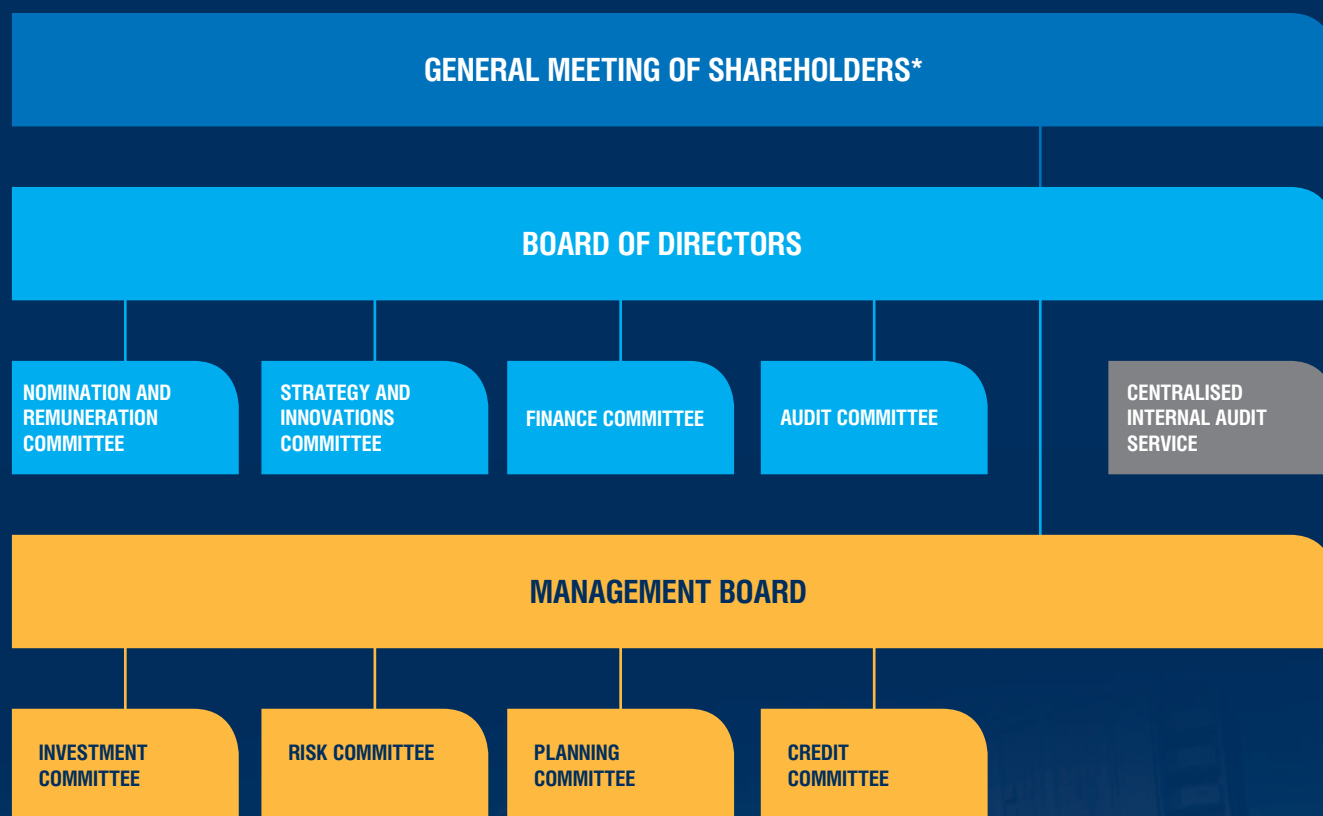 GENERAL MEETING OF SHAREHOLDERS*
BOARD OF DIRECTORS
NOMINATION AND
REMUNERATION
COMMITTEE
STRATEGY AND
INNOVATIONS
COMMITTEE
FINANCE COMMITTEE
AUDIT COMMITTEE
CENTRALISED
INTERNAL AUDIT
SERVICE
MANAGEMENT BOARD
INVESTMENT
COMMITTEE
RISK COMMITTEE
PLANNING
COMMITTEE
CREDIT
COMMITTEE